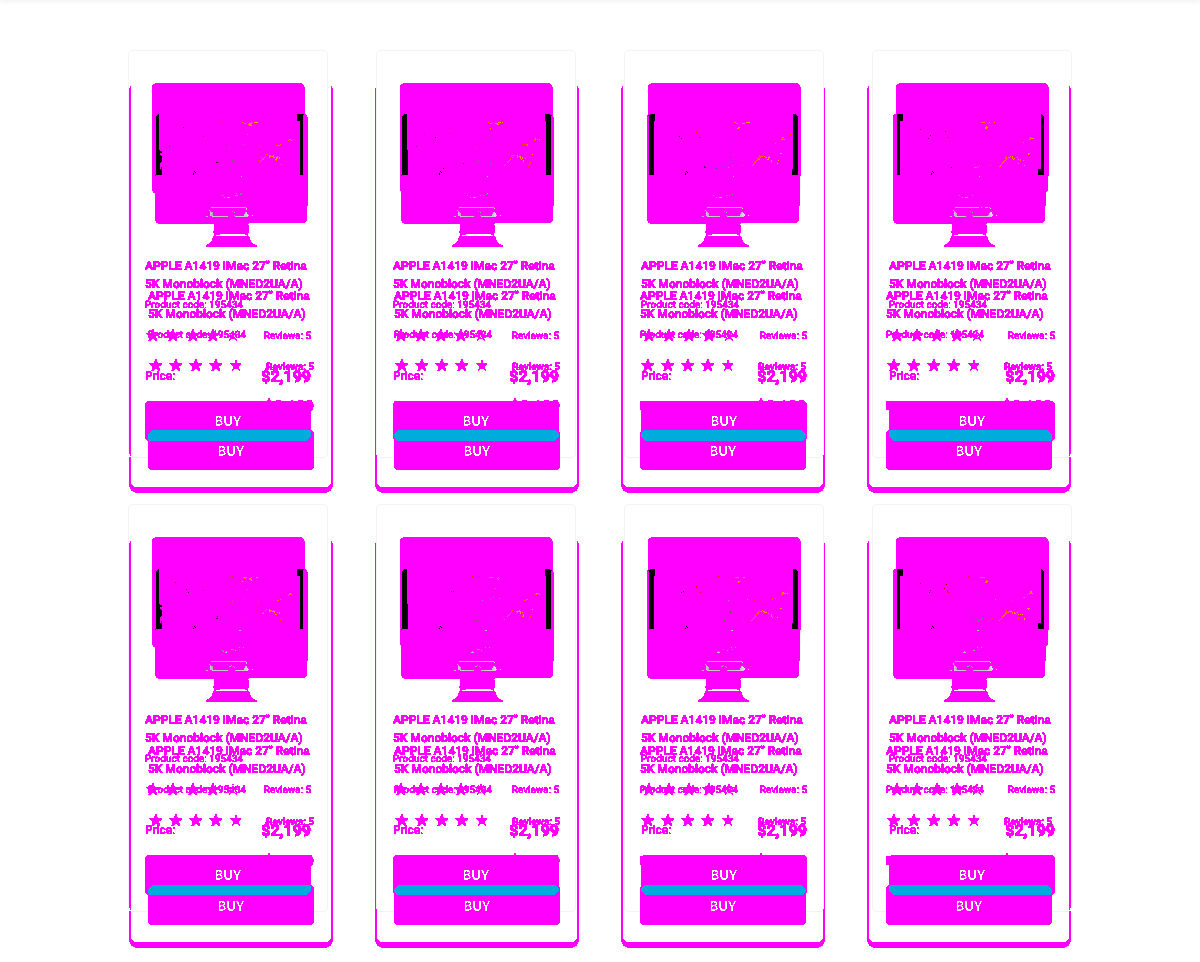 APPLE A1419 iMac 27" Retina
5K Monoblock (MNED2UA/A)
APPLE A1419 iMac 27" Retina
Product code: 195434
5K Monoblock (MNED2UA/A)
Product code: 195434 Reviews: 5
Reviews: 5
Price: $2,199
BUY
BUY
APPLE A1419 iMac 27" Retina
5K Monoblock (MNED2UA/A)
APPLE A1419 iMac 27" Retina
Product code: 195434
5K Monoblock (MNED2UA/A)
Product code: 195434 Reviews: 5
Reviews: 5
Price: $2,199
BUY
BUY
APPLE A1419 iMac 27" Retina
5K Monoblock (MNED2UA/A)
APPLE A1419 iMac 27" Retina
Product code: 195434
5K Monoblock (MNED2UA/A)
Product code: 195434 Reviews: 5
Reviews: 5
Price: $2,199
BUY
BUY
APPLE A1419 iMac 27" Retina
5K Monoblock (MNED2UA/A)
APPLE A1419 iMac 27" Retina
Product code: 195434
5K Monoblock (MNED2UA/A)
Product code: 195434 Reviews: 5
Reviews: 5
Price: $2,199
BUY
BUY
APPLE A1419 iMac 27" Retina
5K Monoblock (MNED2UA/A)
APPLE A1419 iMac 27" Retina
Product code: 195434
5K Monoblock (MNED2UA/A)
Product code: 195434 Reviews: 5
Reviews: 5
Price: $2,199
BUY
BUY
APPLE A1419 iMac 27" Retina
5K Monoblock (MNED2UA/A)
APPLE A1419 iMac 27" Retina
Product code: 195434
5K Monoblock (MNED2UA/A)
Product code: 195434 Reviews: 5
Reviews: 5
Price: $2,199
BUY
BUY
APPLE A1419 iMac 27" Retina
5K Monoblock (MNED2UA/A)
APPLE A1419 iMac 27" Retina
Product code: 195434
5K Monoblock (MNED2UA/A)
Product code: 195434 Reviews: 5
Reviews: 5
Price: $2,199
BUY
BUY
APPLE A1419 iMac 27" Retina
5K Monoblock (MNED2UA/A)
APPLE A1419 iMac 27" Retina
Product code: 195434
5K Monoblock (MNED2UA/A)
Product code: 195434 Reviews: 5
Reviews: 5
Price: $2,199
BUY
BUY